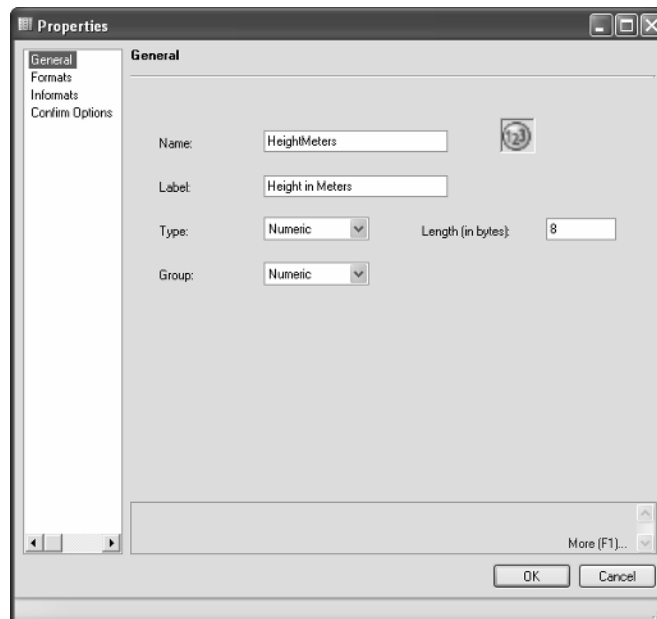 Properties
General
Formats
Informats
Confirm Options
General
Name:
HeightMeters
123
Label:
Height in Meters
Type:
Numeric
Length (in bytes):
8
Group:
Numeric
More (F1)...
OK
Cancel